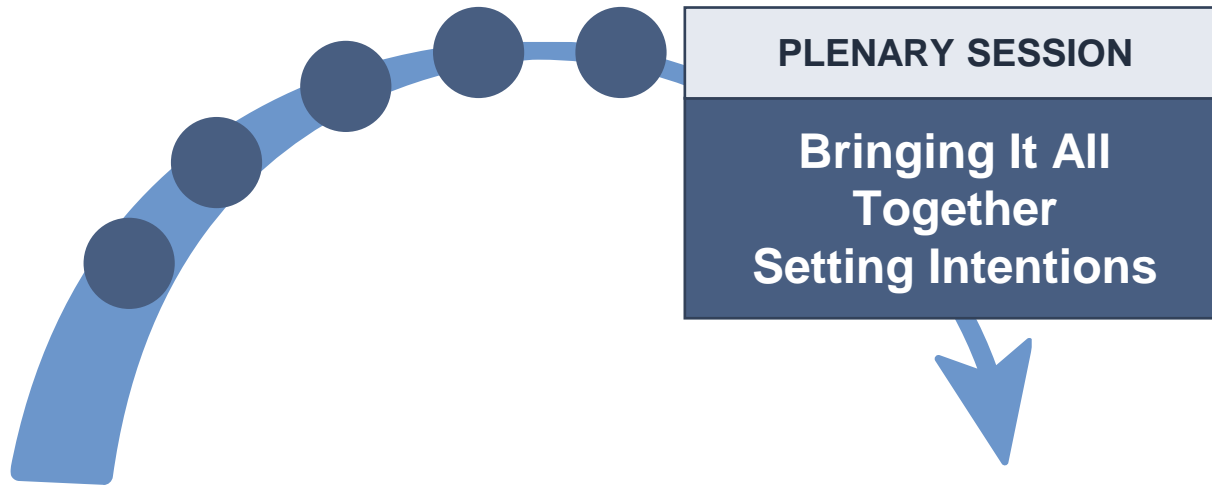 PLENARY SESSION
Bringing It All
Together
Setting Intentions